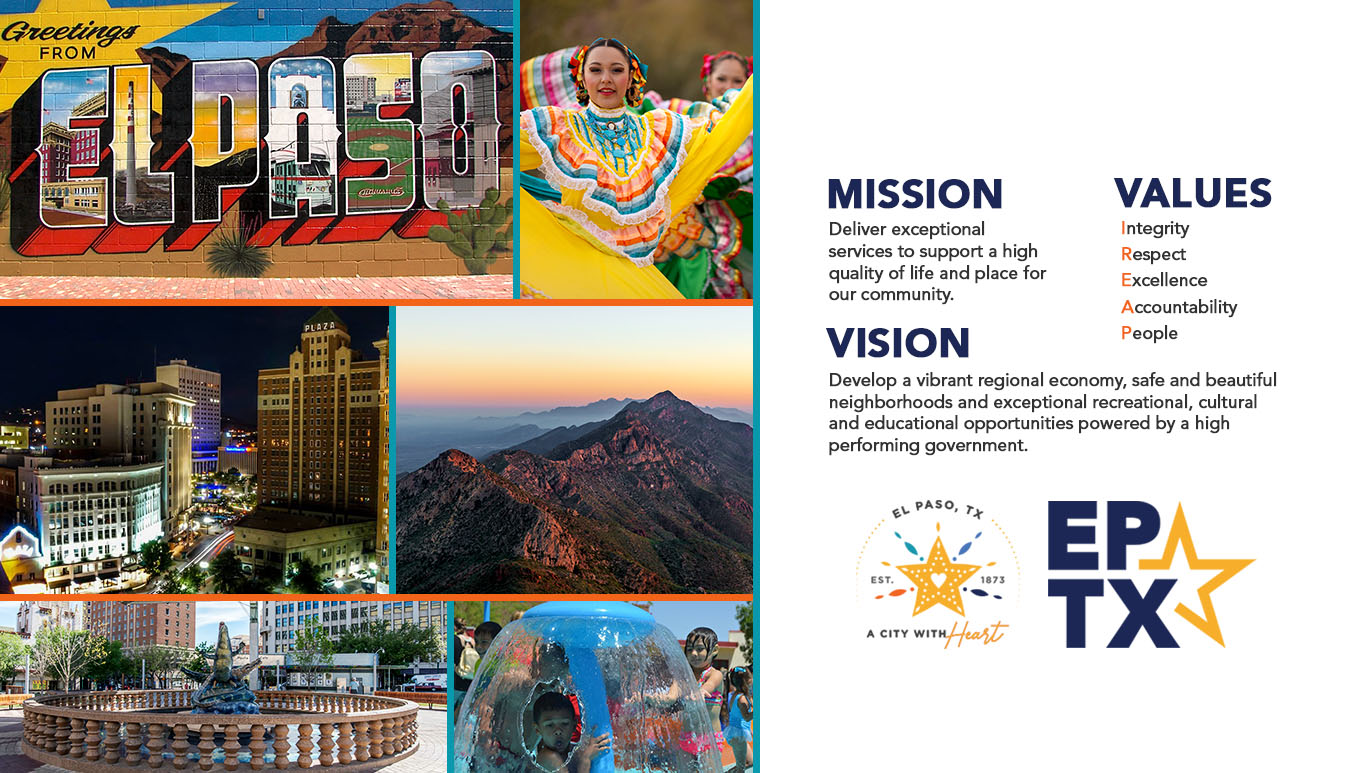 Greetings
FROM
EL PASO
PLAZA
MISSION
Deliver exceptional
services to support a high
quality of life and place for
our community.
VALUES
Integrity
Respect
Excellence
Accountability
People
VISION
Develop a vibrant regional economy, safe and beautiful
neighborhoods and exceptional recreational, cultural
and educational opportunities powered by a high
performing government.
EL PASO, TX
EST. 1873
A CITY WITH Heart
EP
TX